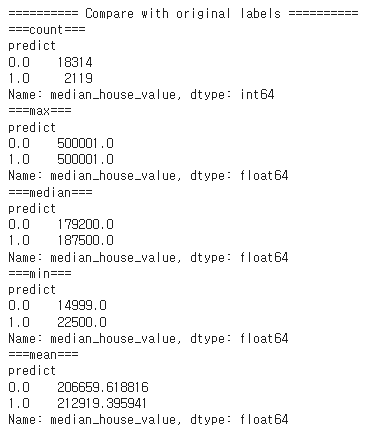 ========== Compare with original labels ==========
===count===
predict
0.0    18314
1.0     2119
Name: median_house_value, dtype: int64
===max===
predict
0.0    500001.0
1.0    500001.0
Name: median_house_value, dtype: float64
===median===
predict
0.0    179200.0
1.0    187500.0
Name: median_house_value, dtype: float64
===min===
predict
0.0    14999.0
1.0    22500.0
Name: median_house_value, dtype: float64
===mean===
predict
0.0    206659.618816
1.0    212919.395941
Name: median_house_value, dtype: float64